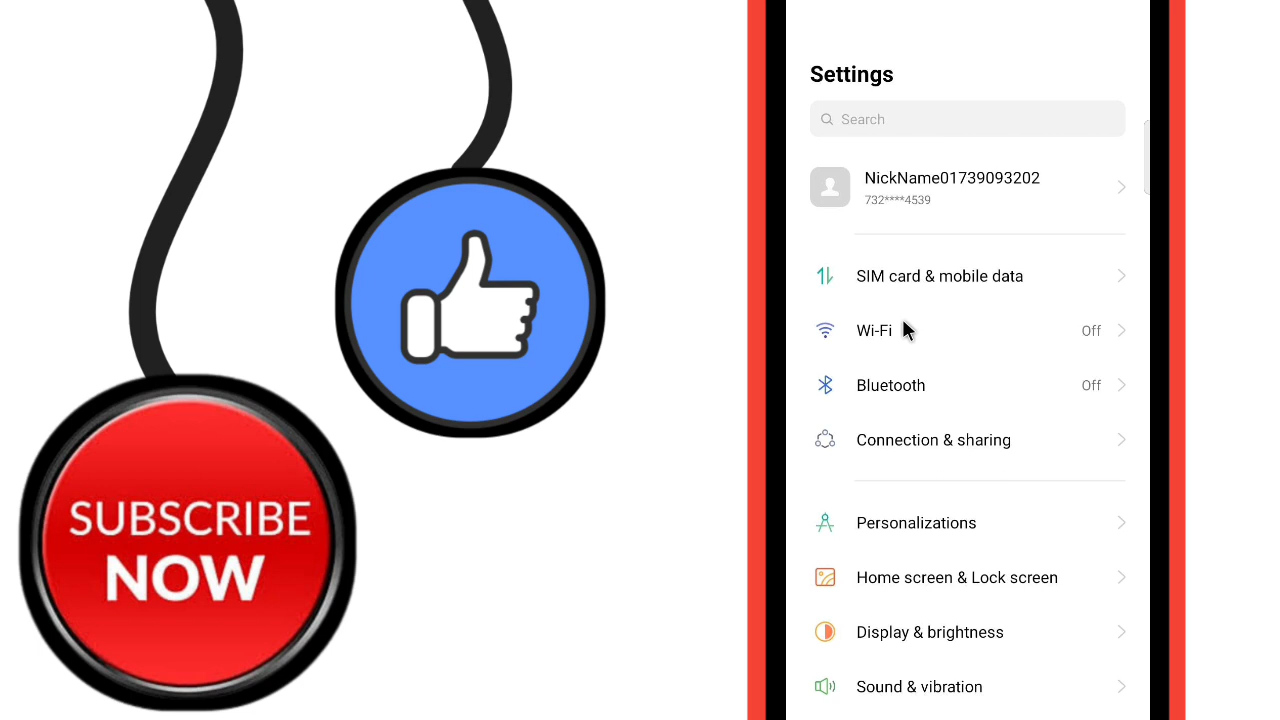 SUBSCRIBE
NOW
Settings
Search
NickName01739093202
732****4539
SIM card & mobile data
Wi-Fi Off
Bluetooth Off
Connection & sharing
Personalizations
Home screen & Lock screen
Display & brightness
Sound & vibration